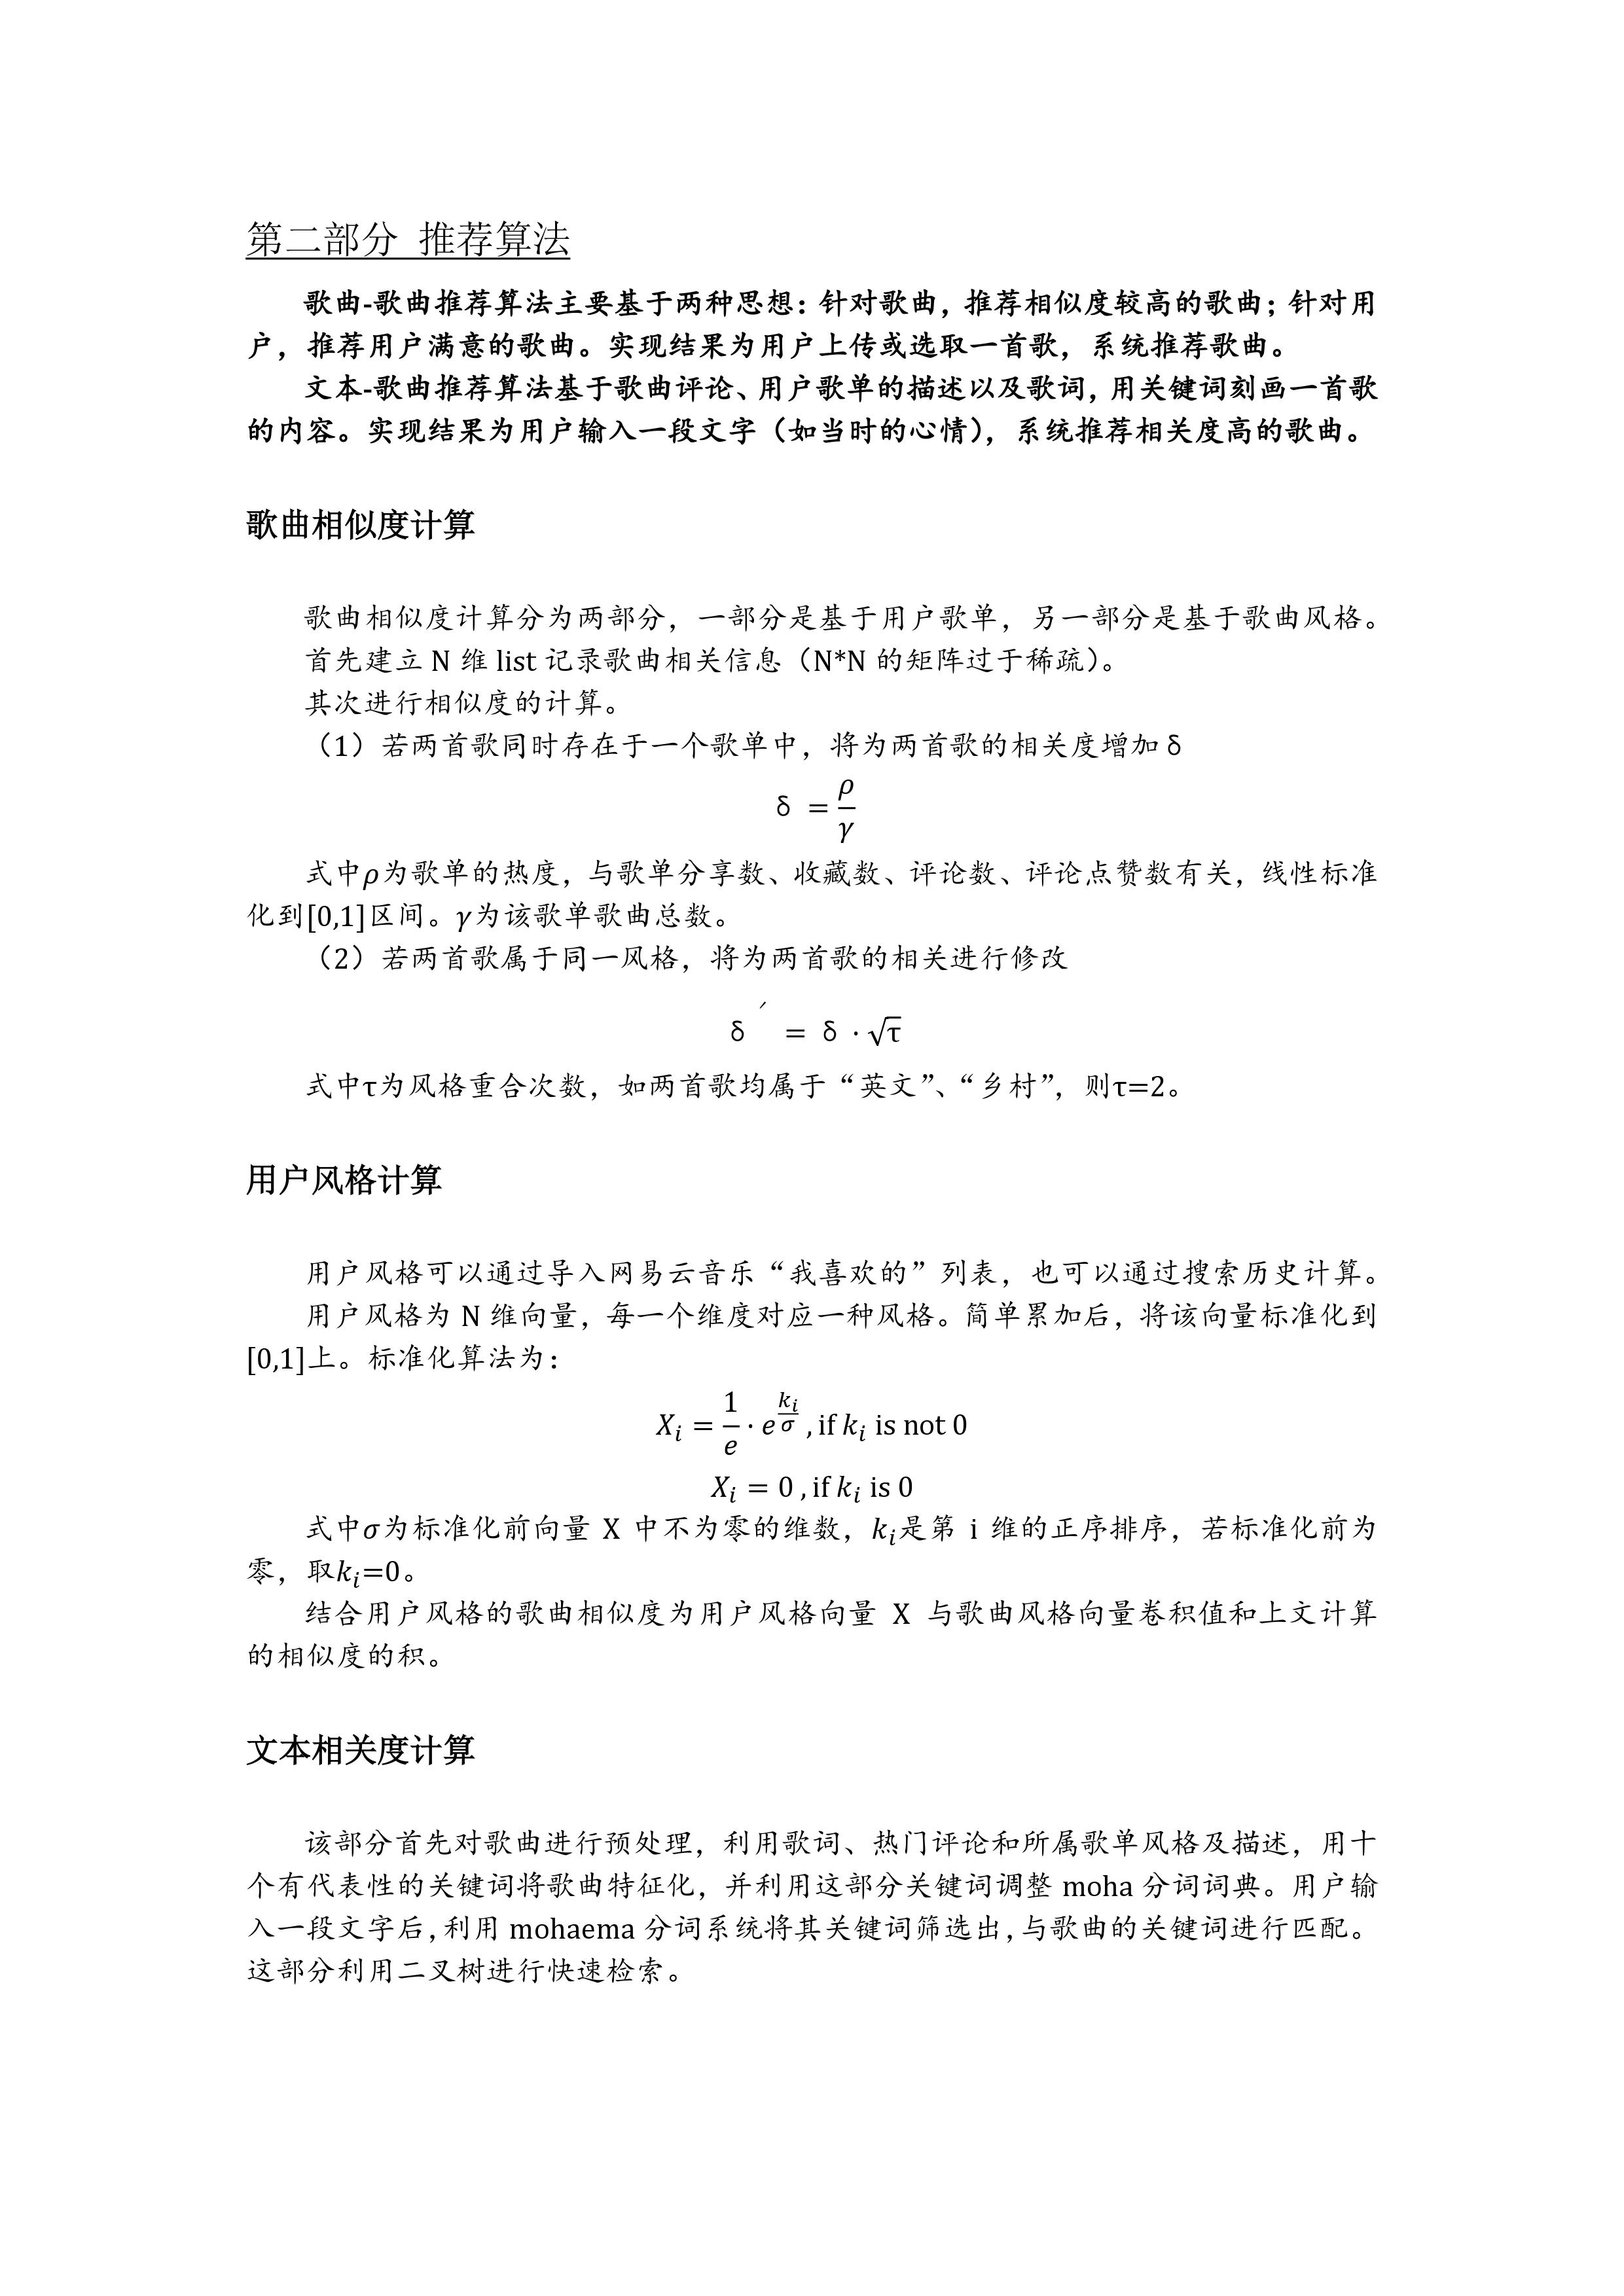 第二部分 推荐算法
歌曲-歌曲推荐算法主要基于两种思想：针对歌曲，推荐相似度较高的歌曲；针对用
户，推荐用户满意的歌曲。实现结果为用户上传或选取一首歌，系统推荐歌曲。
文本-歌曲推荐算法基于歌曲评论、用户歌单的描述以及歌词，用关键词刻画一首歌
的内容。实现结果为用户输入一段文字（如当时的心情），系统推荐相关度高的歌曲。
歌曲相似度计算
歌曲相似度计算分为两部分，一部分是基于用户歌单，另一部分是基于歌曲风格。
首先建立 N 维 list 记录歌曲相关信息（N*N 的矩阵过于稀疏）。
其次进行相似度的计算。
（1）若两首歌同时存在于一个歌单中，将为两首歌的相关度增加 δ
δ = ρ/γ
式中ρ为歌单的热度，与歌单分享数、收藏数、评论数、评论点赞数有关，线性标准
化到[0,1]区间。γ为该歌单歌曲总数。
（2）若两首歌属于同一风格，将为两首歌的相关进行修改
δ′ = δ · √τ
式中τ为风格重合次数，如两首歌均属于“英文”、“乡村”，则τ=2。
用户风格计算
用户风格可以通过导入网易云音乐“我喜欢的”列表，也可以通过搜索历史计算。
用户风格为 N 维向量，每一个维度对应一种风格。简单累加后，将该向量标准化到
[0,1]上。标准化算法为：
X_i = 1/e · e^(k_i/σ) , if k_i is not 0
X_i = 0 , if k_i is 0
式中σ为标准化前向量 X 中不为零的维数，k_i是第 i 维的正序排序，若标准化前为
零，取k_i=0。
结合用户风格的歌曲相似度为用户风格向量 X 与歌曲风格向量卷积值和上文计算
的相似度的积。
文本相关度计算
该部分首先对歌曲进行预处理，利用歌词、热门评论和所属歌单风格及描述，用十
个有代表性的关键词将歌曲特征化，并利用这部分关键词调整 moha 分词词典。用户输
入一段文字后，利用 mohaema 分词系统将其关键词筛选出，与歌曲的关键词进行匹配。
这部分利用二叉树进行快速检索。